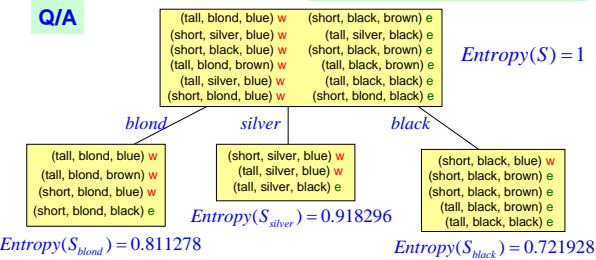 Q/A
(tall, blond, blue) w (short, black, brown) e
(short, silver, blue) w (tall, silver, black) e
(short, black, blue) w (short, black, brown) e
(tall, blond, brown) w (tall, black, brown) e
(tall, silver, blue) w (tall, black, black) e
(short, blond, blue) w (short, blond, black) e
Entropy(S) = 1
blond silver black
(tall, blond, blue) w
(tall, blond, brown) w
(short, blond, blue) w
(short, blond, black) e
Entropy(S_blond) = 0.811278
(short, silver, blue) w
(tall, silver, blue) w
(tall, silver, black) e
Entropy(S_silver) = 0.918296
(short, black, blue) w
(short, black, brown) e
(short, black, brown) e
(tall, black, brown) e
(tall, black, black) e
Entropy(S_black) = 0.721928